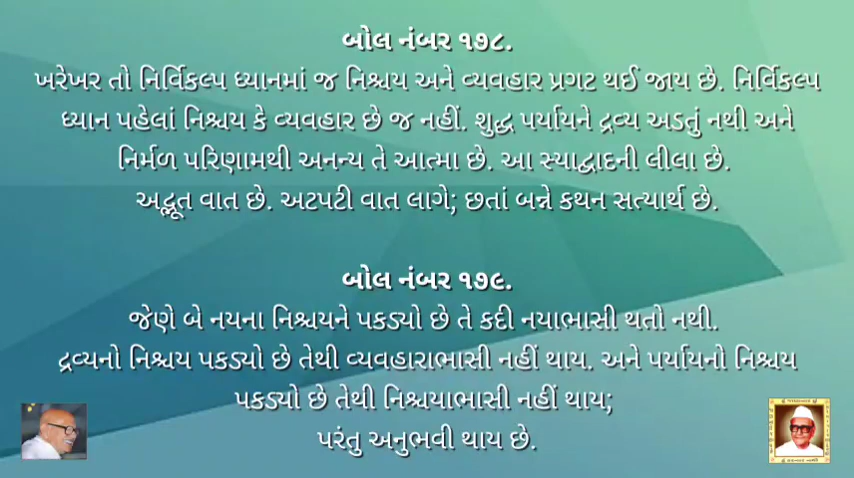 બોલ નંબર ૧૭૮.
ખરેખર તો નિર્વિકલ્પ ધ્યાનમાં જ નિશ્ચય અને વ્યવહાર પ્રગટ થઈ જાય છે. નિર્વિકલ્પ
ધ્યાન પહેલાં નિશ્ચય કે વ્યવહાર છે જ નહીં. શુદ્ધ પર્યાયને દ્રવ્ય અડતું નથી અને
નિર્મળ પરિણામથી અનન્ય તે આત્મા છે. આ સ્યાદ્વાદની લીલા છે.
અદ્ભૂત વાત છે. અટપટી વાત લાગે; છતાં બન્ને કથન સત્યાર્થ છે.
બોલ નંબર ૧૭૯.
જેણે બે નયના નિશ્ચયને પકડ્યો છે તે કદી નયાભાસી થતો નથી.
દ્રવ્યનો નિશ્ચય પકડ્યો છે તેથી વ્યવહારાભાસી નહીં થાય. અને પર્યાયનો નિશ્ચય
પકડ્યો છે તેથી નિશ્ચયાભાસી નહીં થાય;
પરંતુ અનુભવી થાય છે.